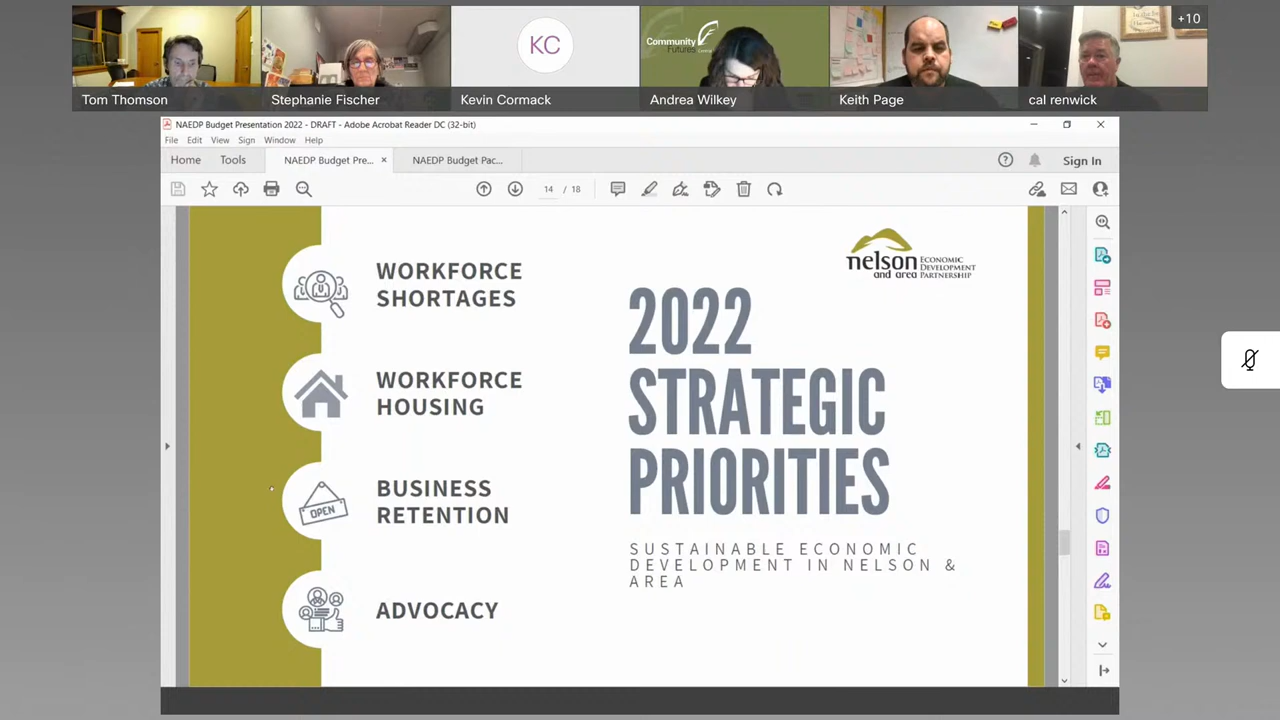 +10
KC
Community
Futures
Tom Thomson
Stephanie Fischer
Kevin Cormack
Andrea Wilkey
Keith Page
cal renwick
NAEDP Budget Presentation 2022 - DRAFT - Adobe Acrobat Reader DC (32-bit)
File Edit View Sign Window Help
Home Tools NAEDP Budget Pre... × NAEDP Budget Pac... Sign In
14 / 18
nelson
and area
ECONOMIC
DEVELOPMENT
PARTNERSHIP
WORKFORCE
SHORTAGES
WORKFORCE
HOUSING
BUSINESS
RETENTION
OPEN
ADVOCACY
2022
STRATEGIC
PRIORITIES
SUSTAINABLE ECONOMIC
DEVELOPMENT IN NELSON &
AREA